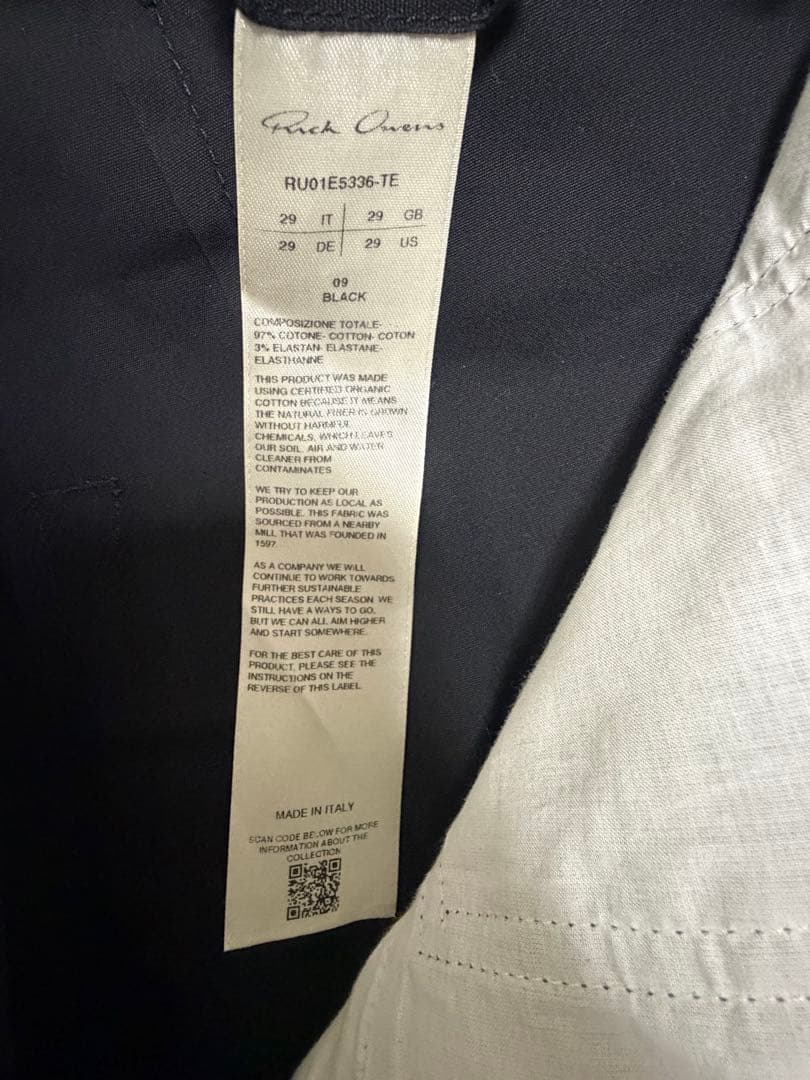 Rick Owens
RU01E5336-TE
29 IT 29 GB
29 DE 29 US
09
BLACK
COMPOSIZIONE TOTALE-
97% COTONE- COTTON- COTON
3% ELASTAN- ELASTANE-
ELASTHANNE
THIS PRODUCT WAS MADE
USING CERTIFIED ORGANIC
COTTON BECAUSE IT MEANS
THE NATURAL FIBER IS GROWN
WITHOUT HARMFUL
CHEMICALS, WHICH LEAVES
OUR SOIL, AIR AND WATER
CLEANER FROM
CONTAMINATES
WE TRY TO KEEP OUR
PRODUCTION AS LOCAL AS
POSSIBLE. THIS FABRIC WAS
SOURCED FROM A NEARBY
MILL THAT WAS FOUNDED IN
1597.
AS A COMPANY WE WILL
CONTINUE TO WORK TOWARDS
FURTHER SUSTAINABLE
PRACTICES EACH SEASON. WE
STILL HAVE A WAYS TO GO,
BUT WE CAN ALL AIM HIGHER
AND START SOMEWHERE.
FOR THE BEST CARE OF THIS
PRODUCT, PLEASE SEE THE
INSTRUCTIONS ON THE
REVERSE OF THIS LABEL.
MADE IN ITALY
SCAN CODE BELOW FOR MORE
INFORMATION ABOUT THE
COLLECTION